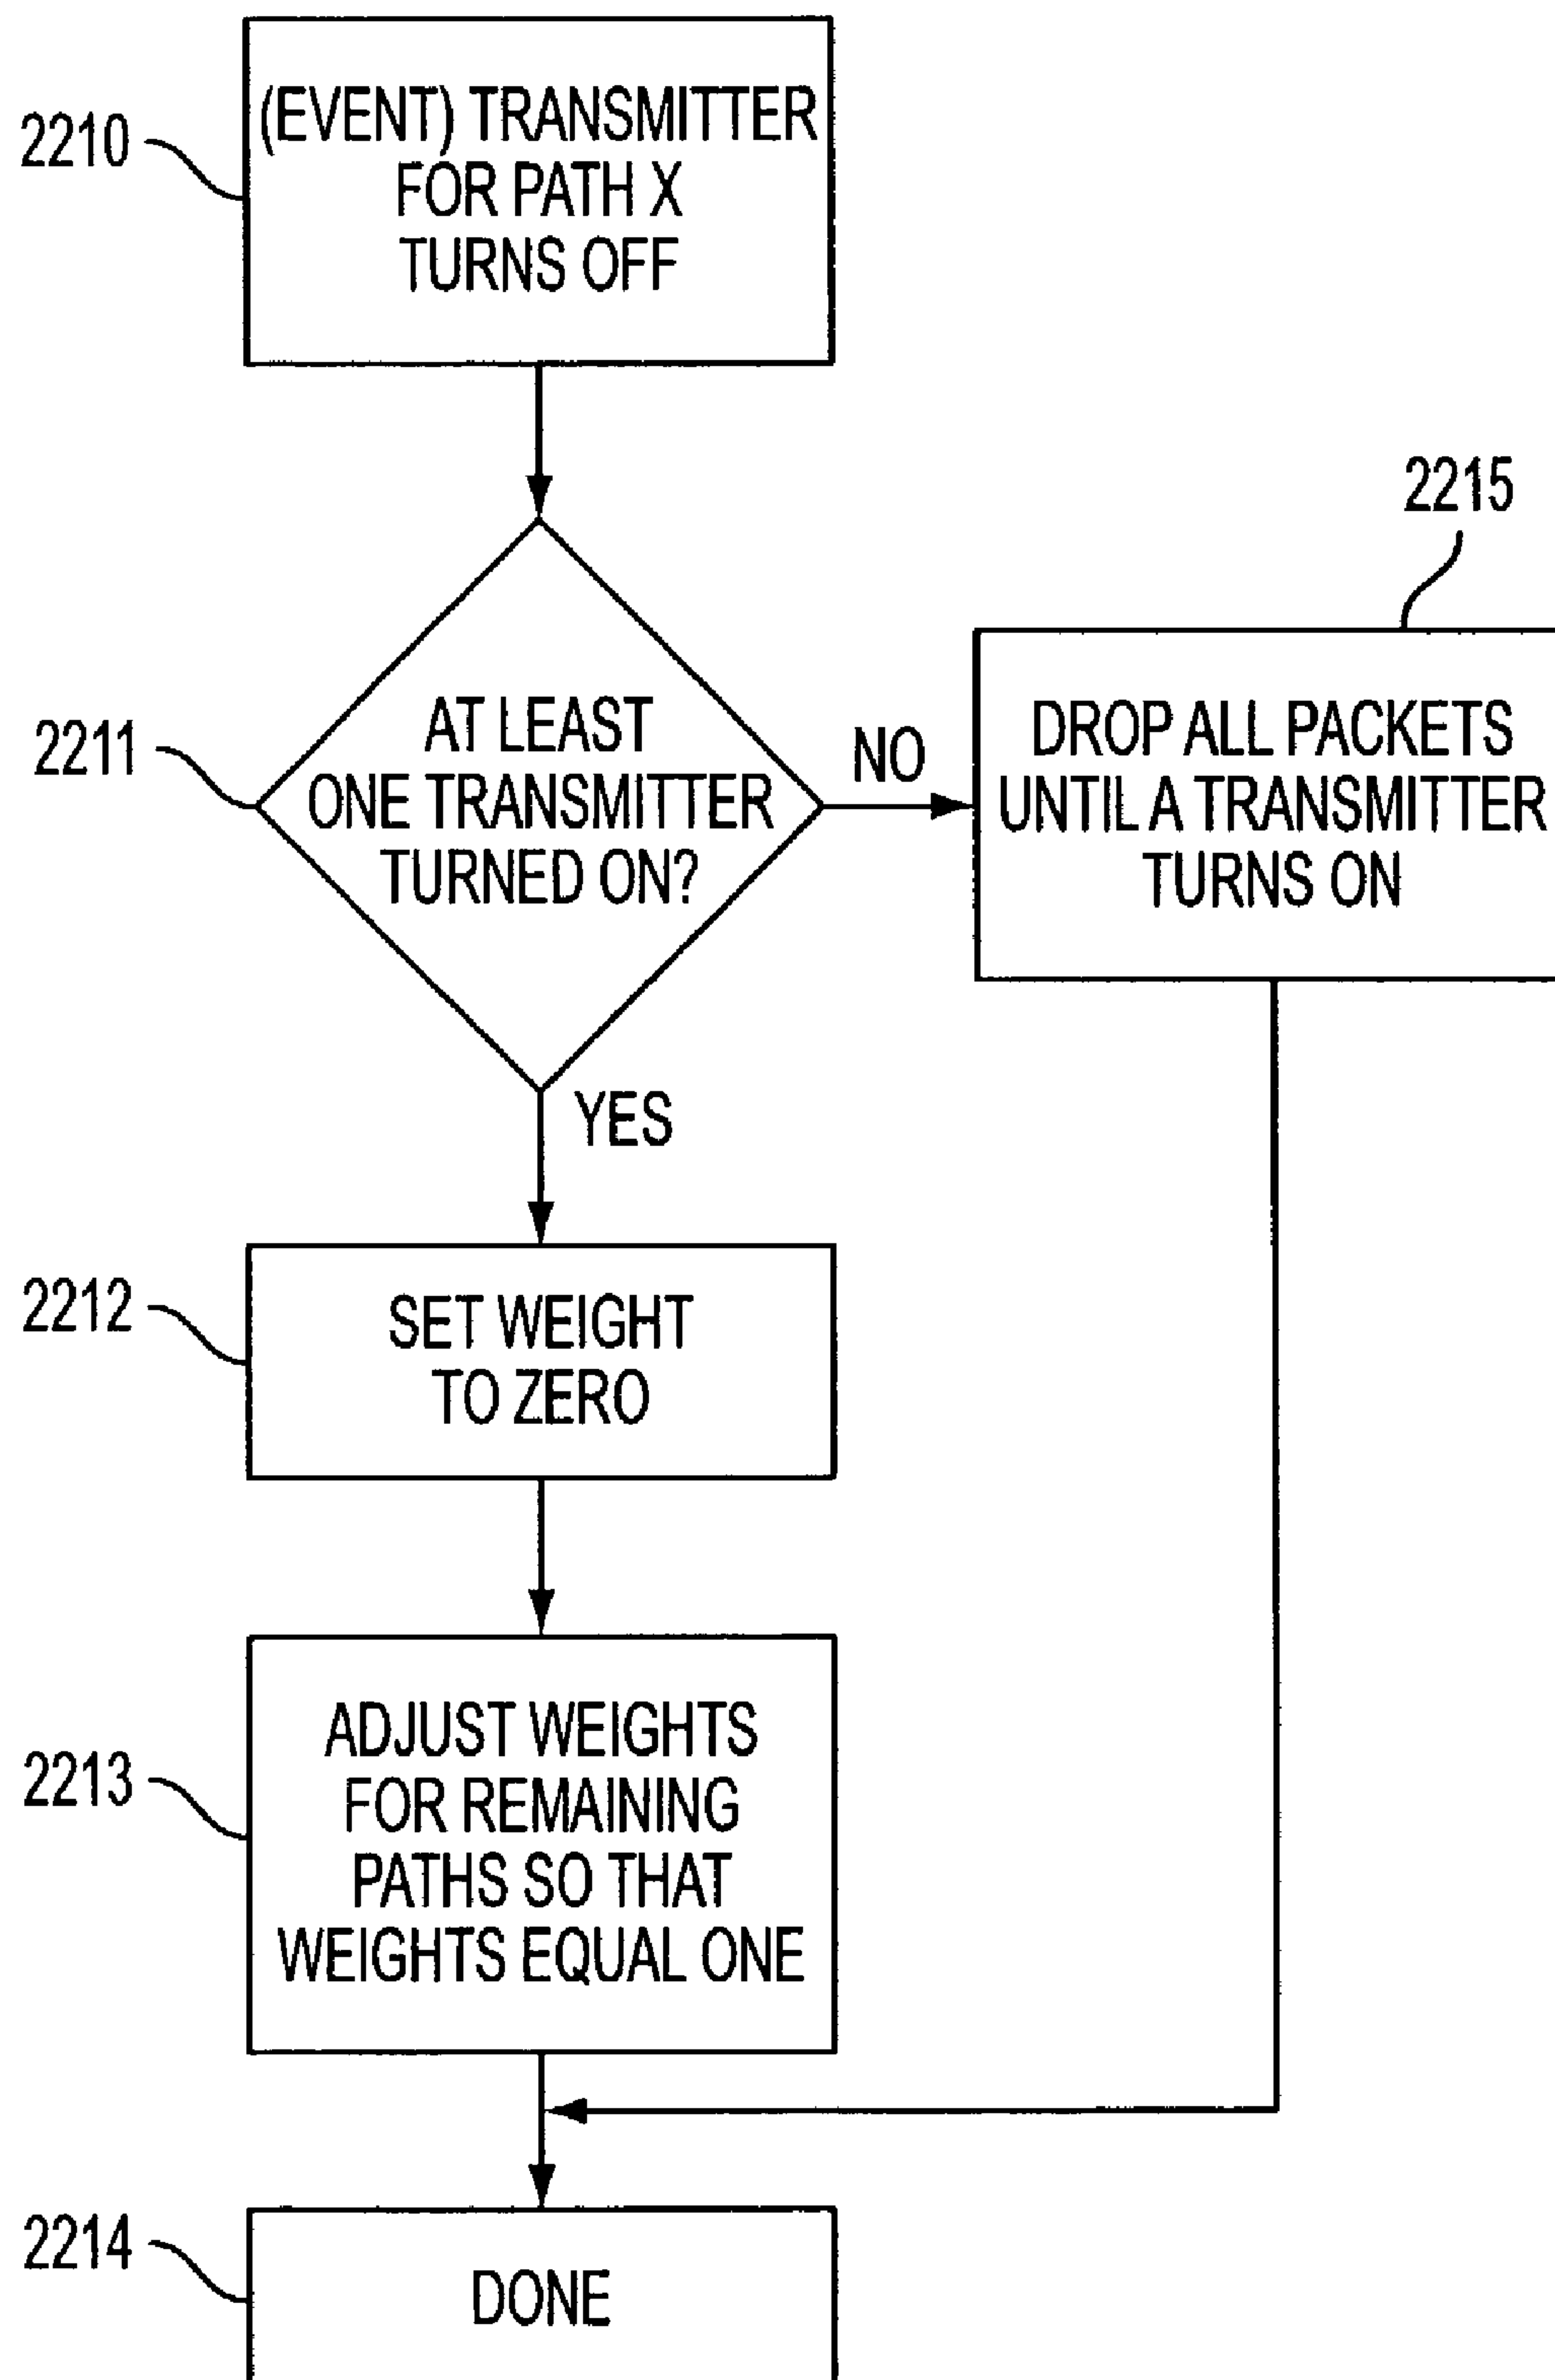 2210
(EVENT) TRANSMITTER
FOR PATH X
TURNS OFF
2211
AT LEAST
ONE TRANSMITTER
TURNED ON?
NO
2215
DROP ALL PACKETS
UNTIL A TRANSMITTER
TURNS ON
YES
2212
SET WEIGHT
TO ZERO
2213
ADJUST WEIGHTS
FOR REMAINING
PATHS SO THAT
WEIGHTS EQUAL ONE
2214
DONE